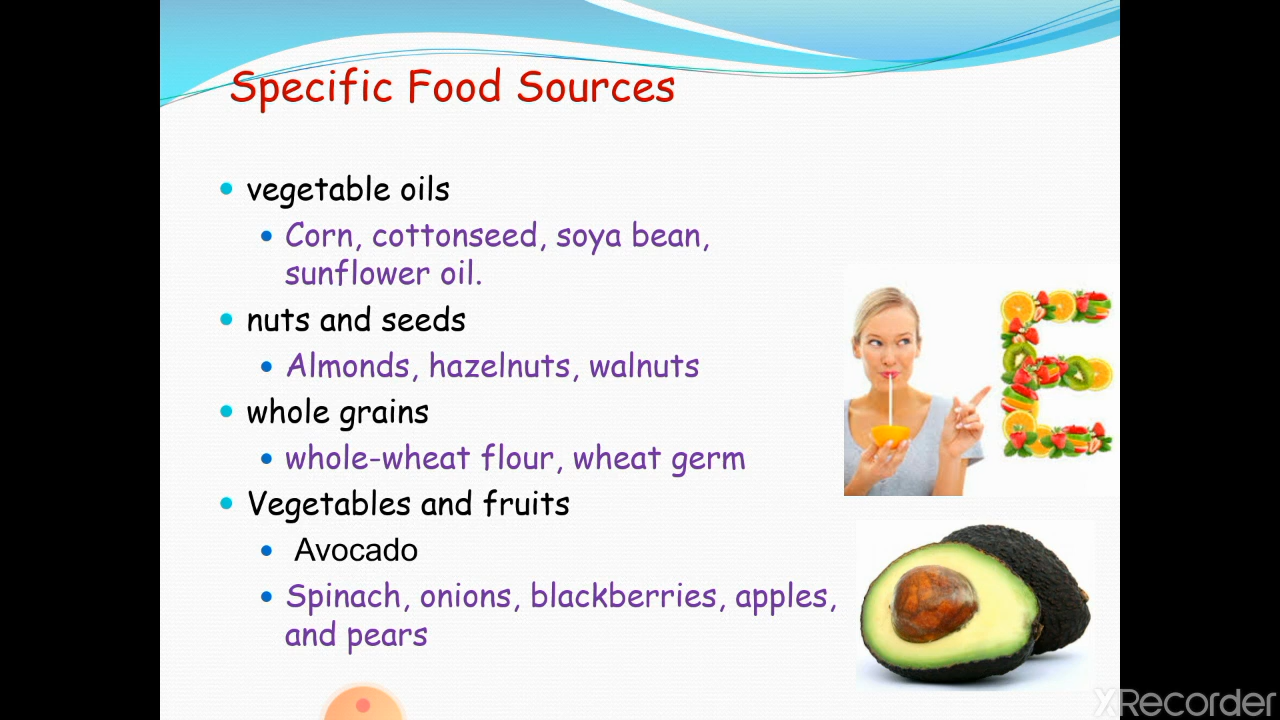 Specific Food Sources
vegetable oils
Corn, cottonseed, soya bean,
sunflower oil.
nuts and seeds
Almonds, hazelnuts, walnuts
whole grains
whole-wheat flour, wheat germ
Vegetables and fruits
Avocado
Spinach, onions, blackberries, apples,
and pears
E
XRecorder